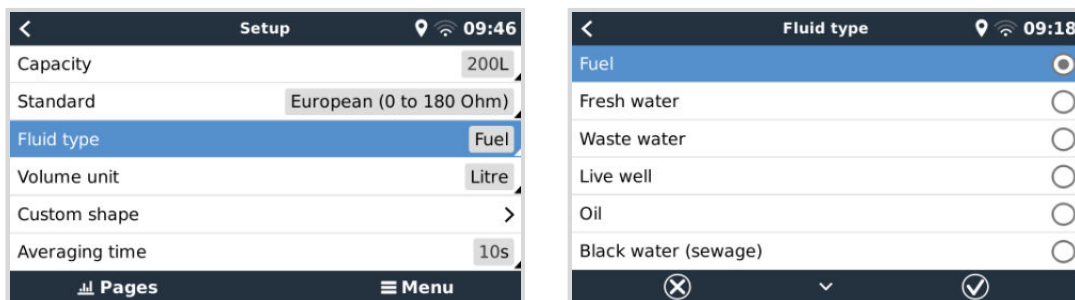 Setup 09:46
Capacity 200L
Standard European (0 to 180 Ohm)
Fluid type Fuel
Volume unit Litre
Custom shape
Averaging time 10s
Pages Menu
Fluid type 09:18
Fuel
Fresh water
Waste water
Live well
Oil
Black water (sewage)